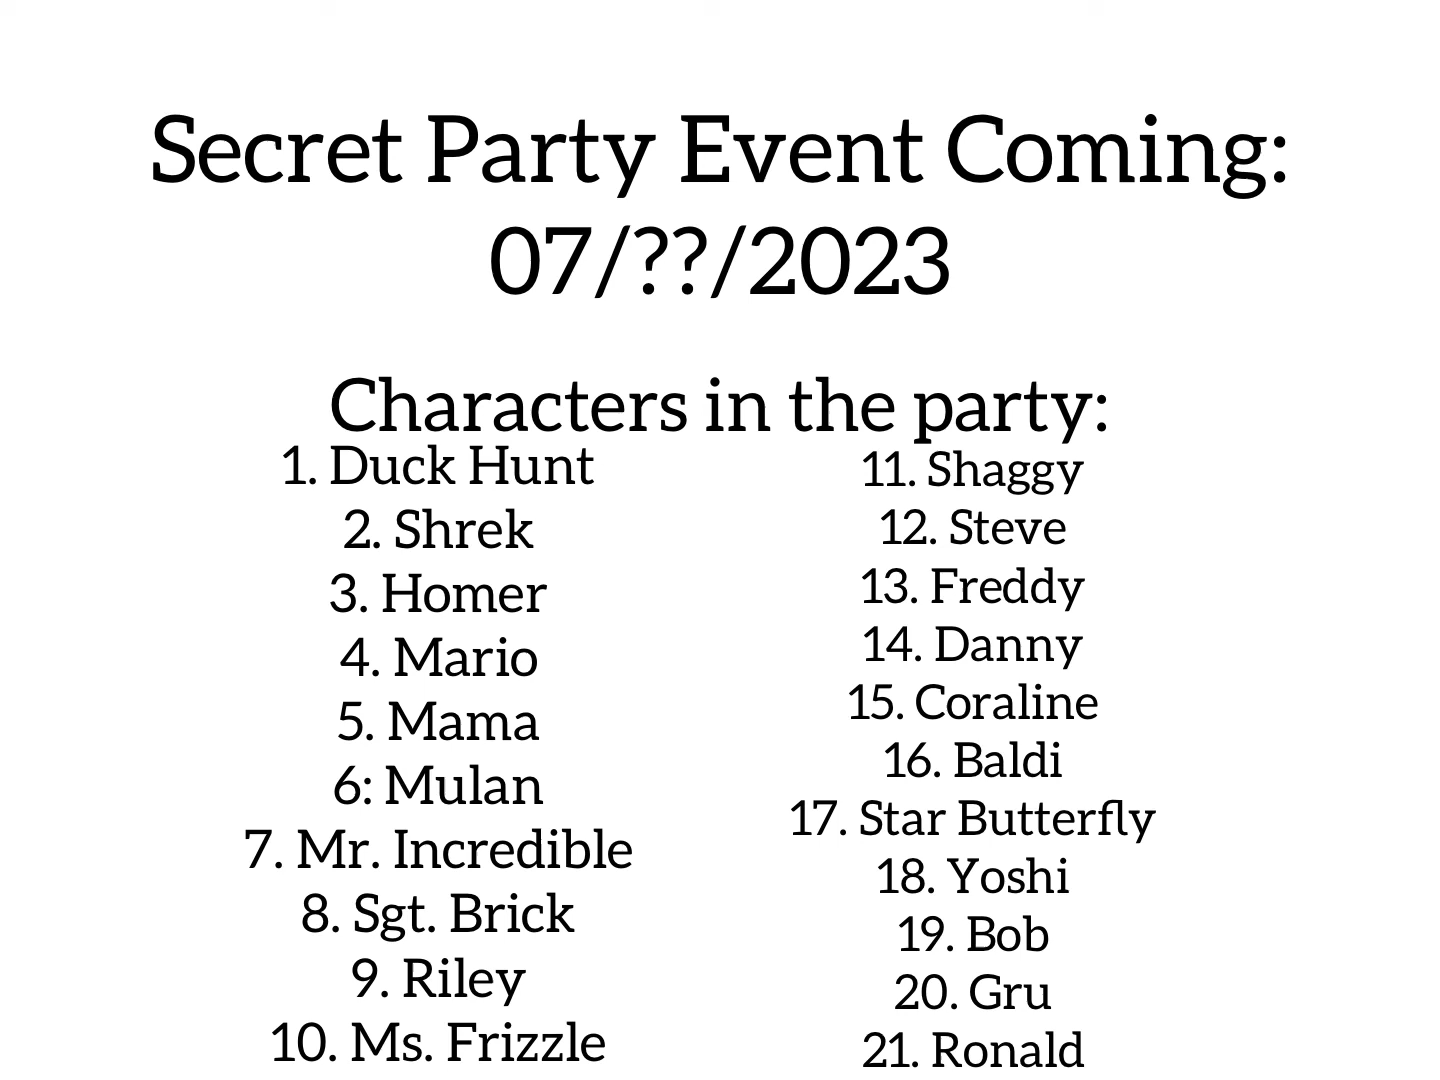 Secret Party Event Coming:
07/??/2023
Characters in the party:
1. Duck Hunt
2. Shrek
3. Homer
4. Mario
5. Mama
6: Mulan
7. Mr. Incredible
8. Sgt. Brick
9. Riley
10. Ms. Frizzle
11. Shaggy
12. Steve
13. Freddy
14. Danny
15. Coraline
16. Baldi
17. Star Butterfly
18. Yoshi
19. Bob
20. Gru
21. Ronald